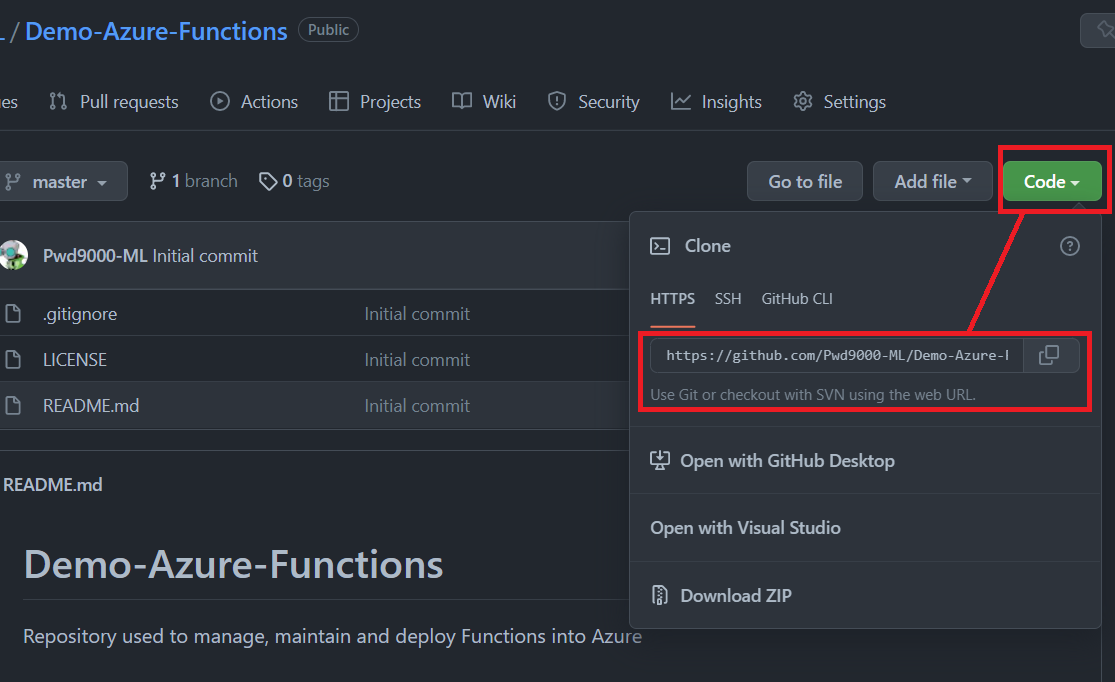 / Demo-Azure-Functions Public
Pull requests Actions Projects Wiki Security Insights Settings
master 1 branch 0 tags Go to file Add file Code
Pwd9000-ML Initial commit
.gitignore Initial commit
LICENSE Initial commit
README.md Initial commit
Clone
HTTPS SSH GitHub CLI
https://github.com/Pwd9000-ML/Demo-Azure-
Use Git or checkout with SVN using the web URL.
Open with GitHub Desktop
Open with Visual Studio
Download ZIP
README.md
Demo-Azure-Functions
Repository used to manage, maintain and deploy Functions into Azure